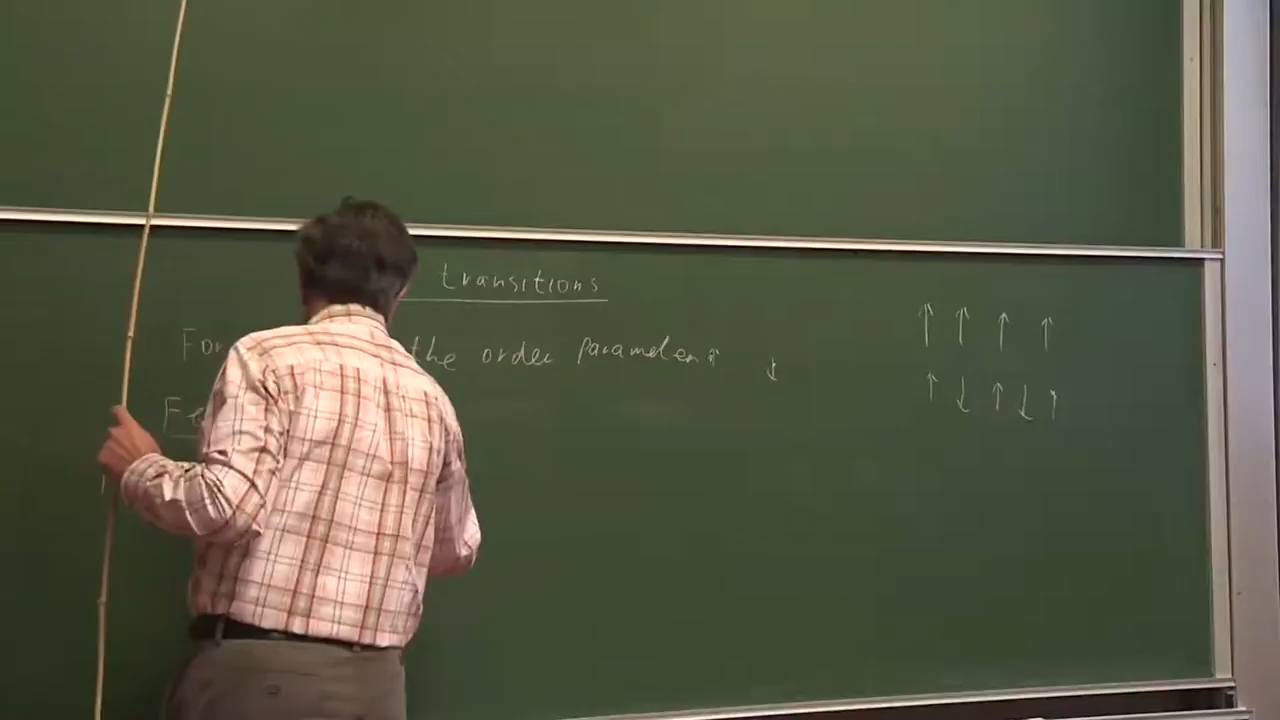 transitions
For the order parameter ↑ ↓
↑ ↑ ↑ ↑
Fe
↑ ↓ ↑ ↓ ↑